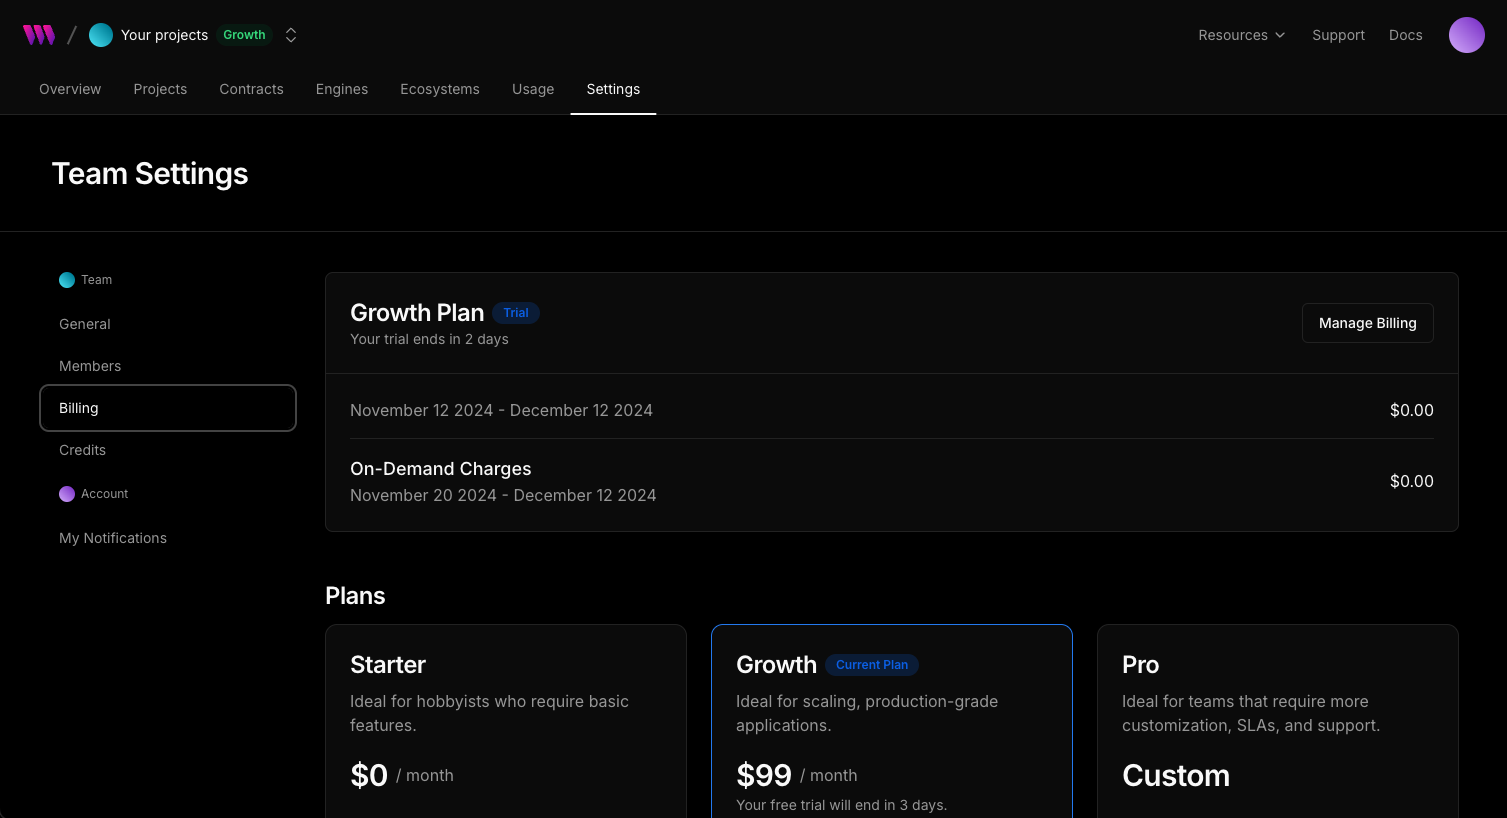 / Your projects Growth
Resources Support Docs
Overview Projects Contracts Engines Ecosystems Usage Settings
Team Settings
Team
General
Members
Billing
Credits
Account
My Notifications
Growth Plan Trial
Your trial ends in 2 days
Manage Billing
November 12 2024 - December 12 2024 $0.00
On-Demand Charges
November 20 2024 - December 12 2024
$0.00
Plans
Starter
Ideal for hobbyists who require basic
features.
$0 / month
Growth Current Plan
Ideal for scaling, production-grade
applications.
$99 / month
Your free trial will end in 3 days.
Pro
Ideal for teams that require more
customization, SLAs, and support.
Custom